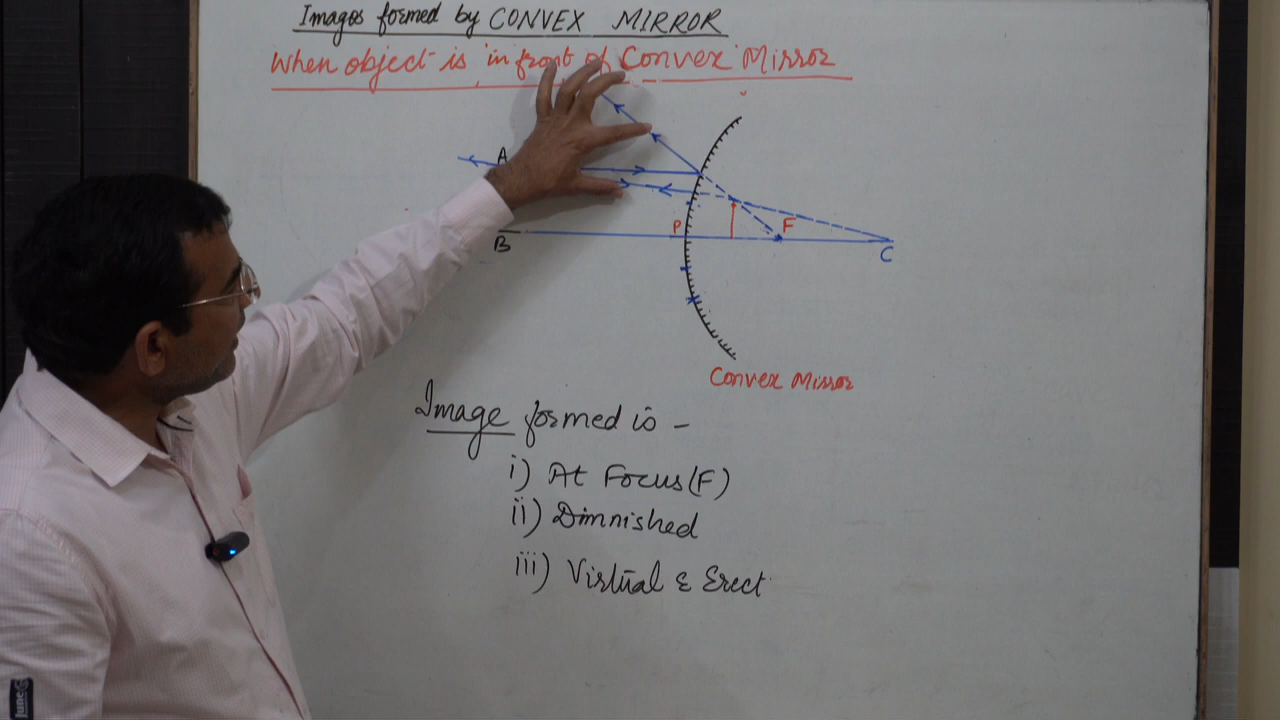 Images formed by CONVEX MIRROR
When object is in front of Convex Mirror
A
B
P
F
C
Convex Mirror
Image formed is -
i) At Focus(F)
ii) Dimnished
iii) Virtual & Erect
June